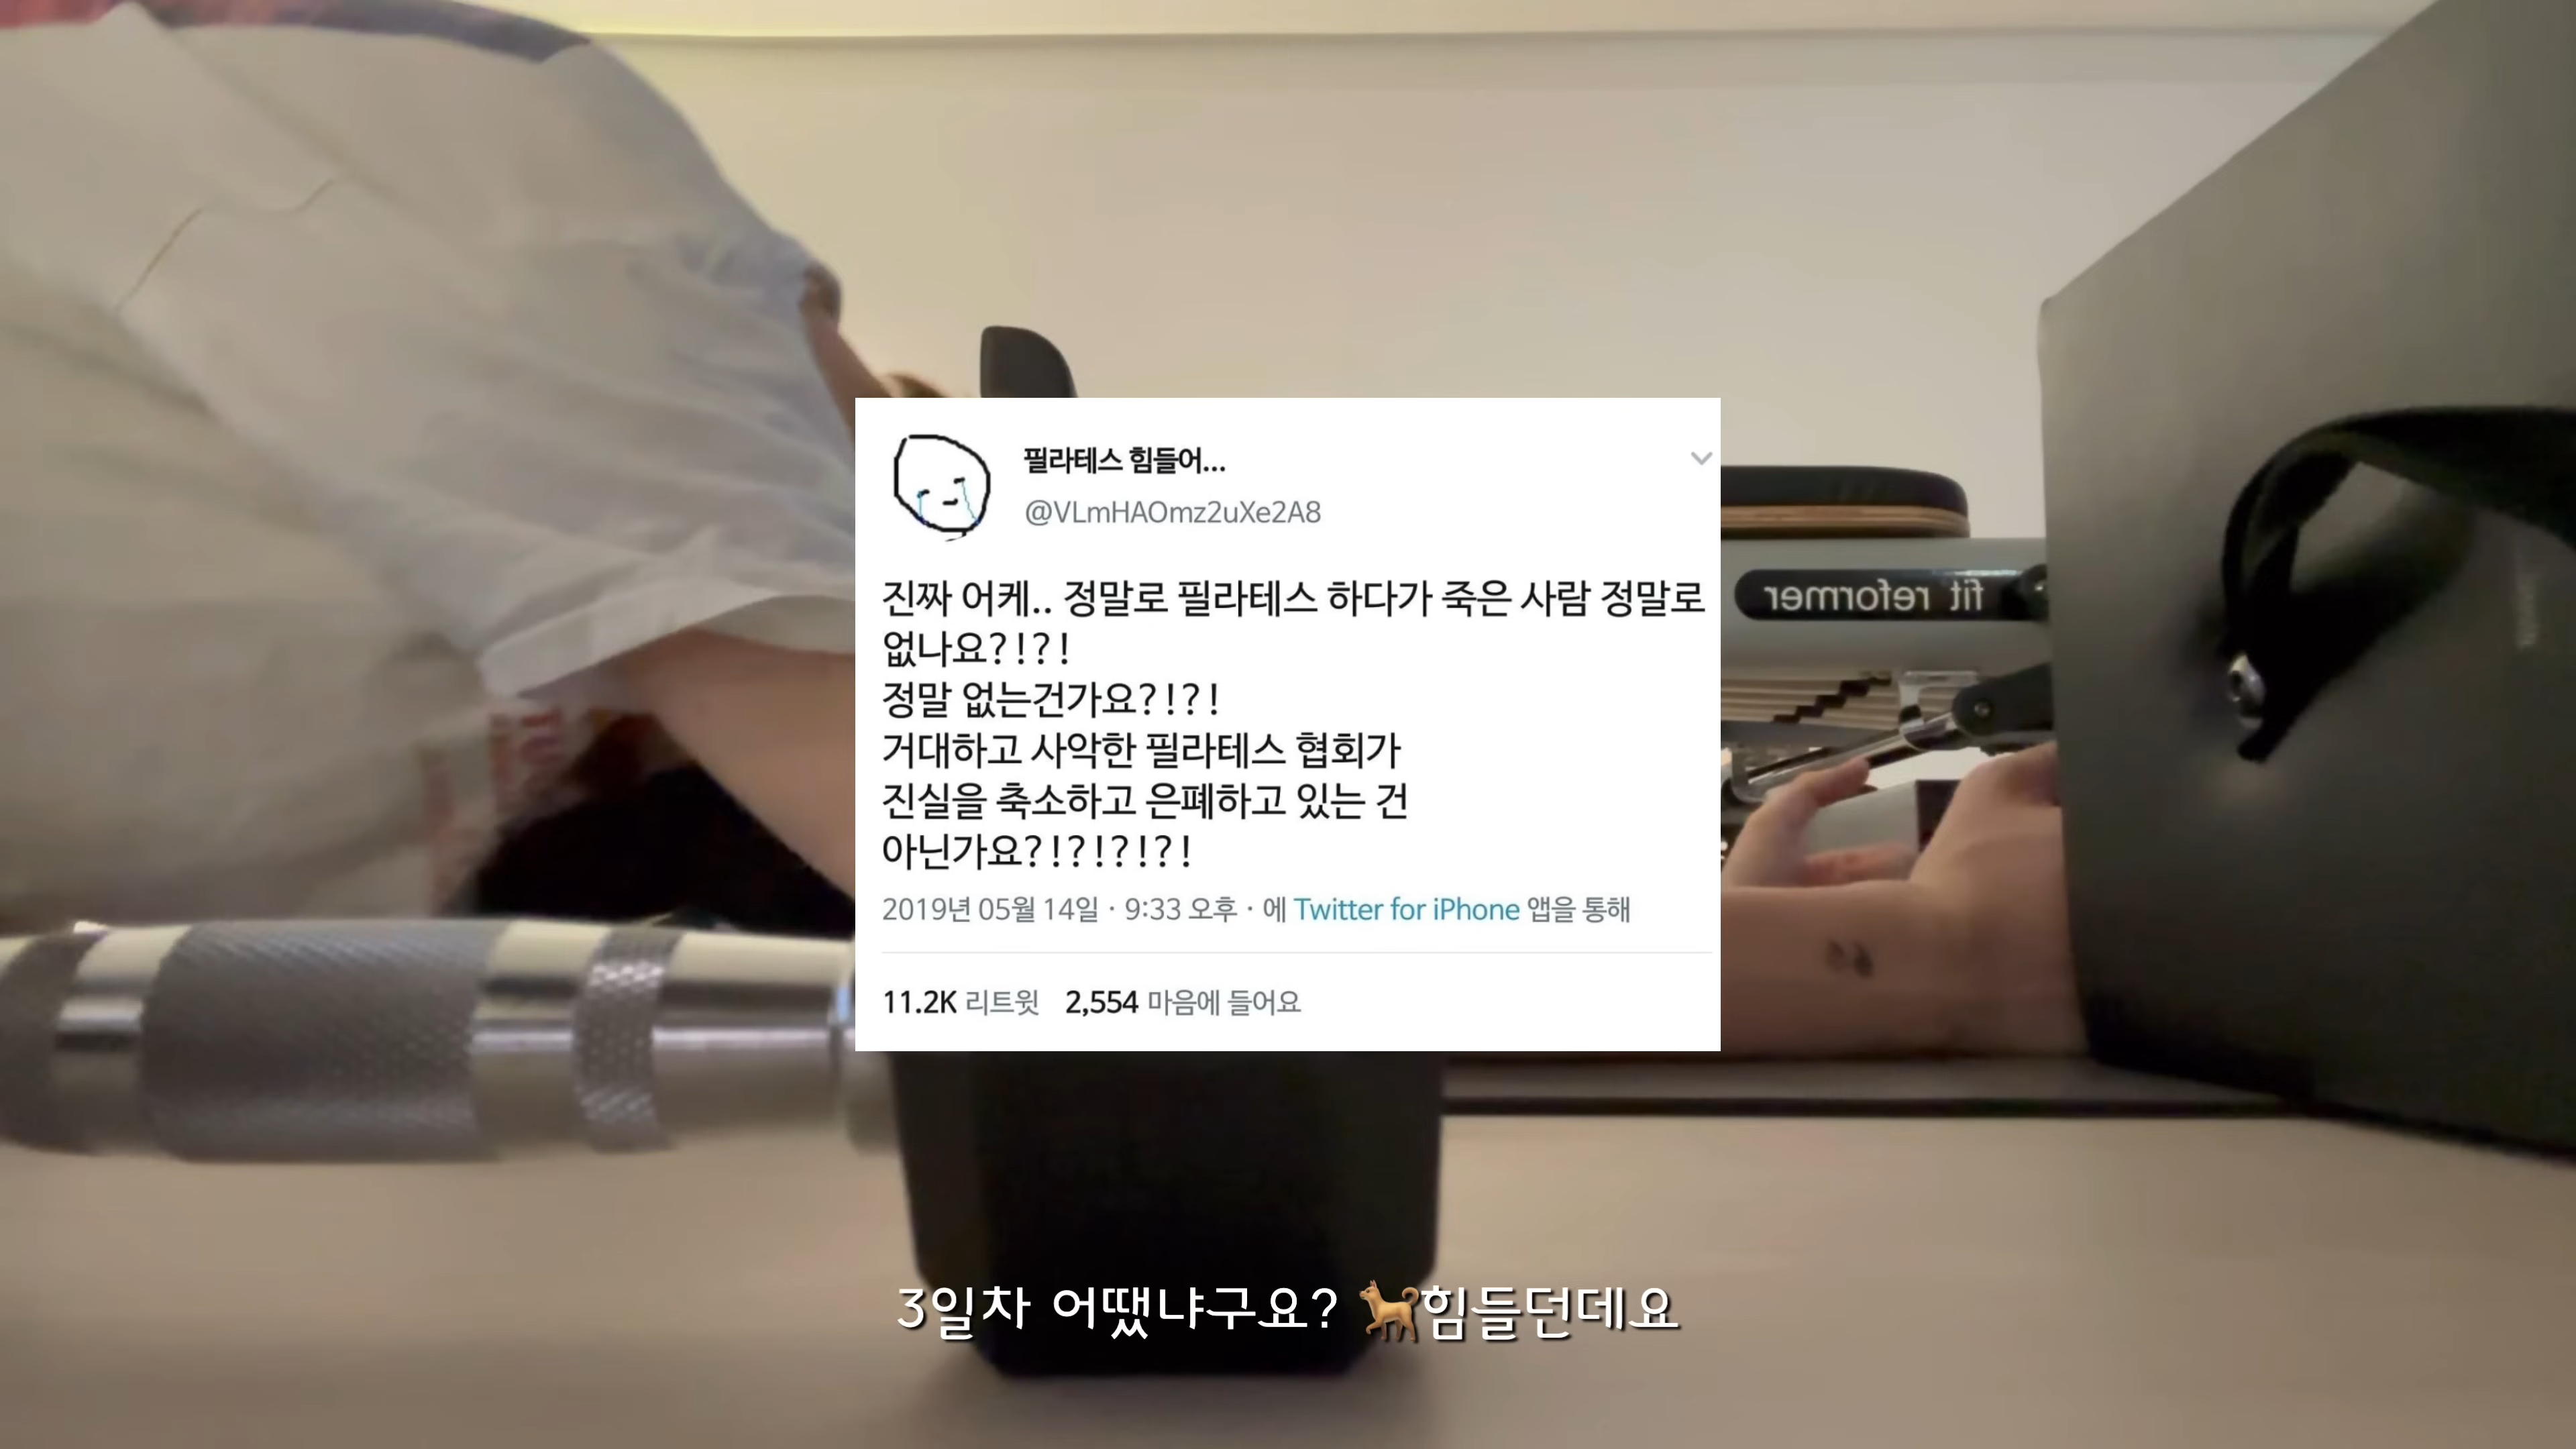 필라테스 힘들어...
@VLmHAOmz2uXe2A8
진짜 어케.. 정말로 필라테스 하다가 죽은 사람 정말로
없나요?!?!
정말 없는건가요?!?!
거대하고 사악한 필라테스 협회가
진실을 축소하고 은폐하고 있는 건
아닌가요?!?!?!?!
2019년 05월 14일 · 9:33 오후 · 에 Twitter for iPhone 앱을 통해
11.2K 리트윗 2,554 마음에 들어요
fit reformer
3일차 어땠냐구요? 🐕힘들던데요